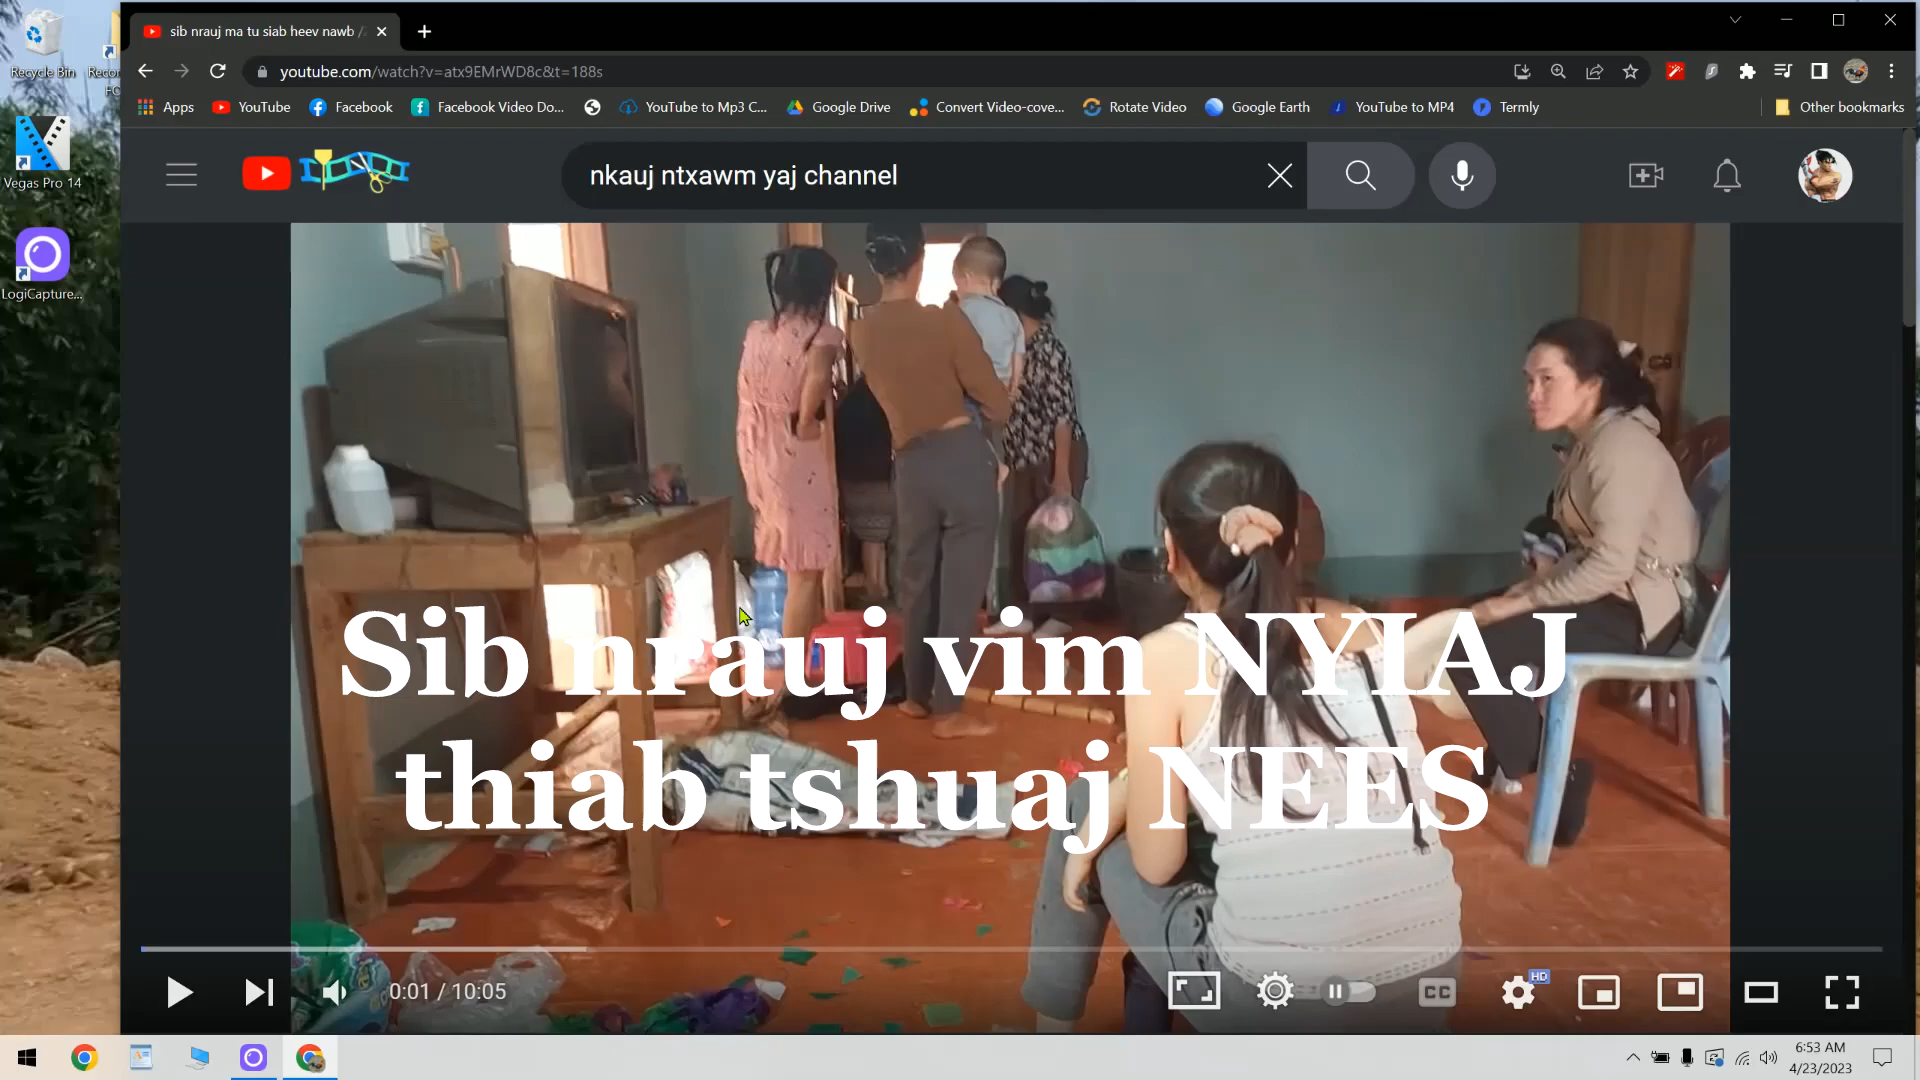 Recycle Bin
Vegas Pro 14
LogiCapture...
sib nrauj ma tu siab heev nawb /
youtube.com/watch?v=atx9EMrWD8c&t=188s
Apps
YouTube
Facebook
Facebook Video Do...
YouTube to Mp3 C...
Google Drive
Convert Video-cove...
Rotate Video
Google Earth
YouTube to MP4
Termly
Other bookmarks
nkauj ntxawm yaj channel
Sib nrauj vim NYIAJ
thiab tshuaj NEES
0:01 / 10:05
CC
HD
6:53 AM
4/23/2023